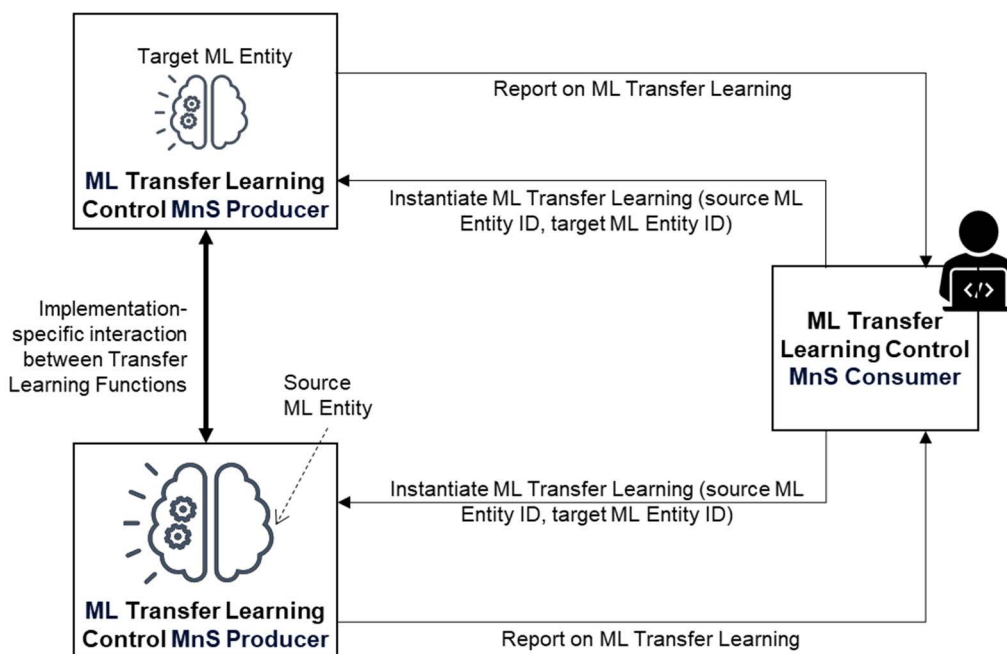 Target ML Entity
ML Transfer Learning
Control MnS Producer
Report on ML Transfer Learning
Instantiate ML Transfer Learning (source ML
Entity ID, target ML Entity ID)
</>
ML Transfer
Learning Control
MnS Consumer
Implementation-
specific interaction
between Transfer
Learning Functions
Source
ML Entity
Instantiate ML Transfer Learning (source ML
Entity ID, target ML Entity ID)
ML Transfer Learning
Control MnS Producer
Report on ML Transfer Learning